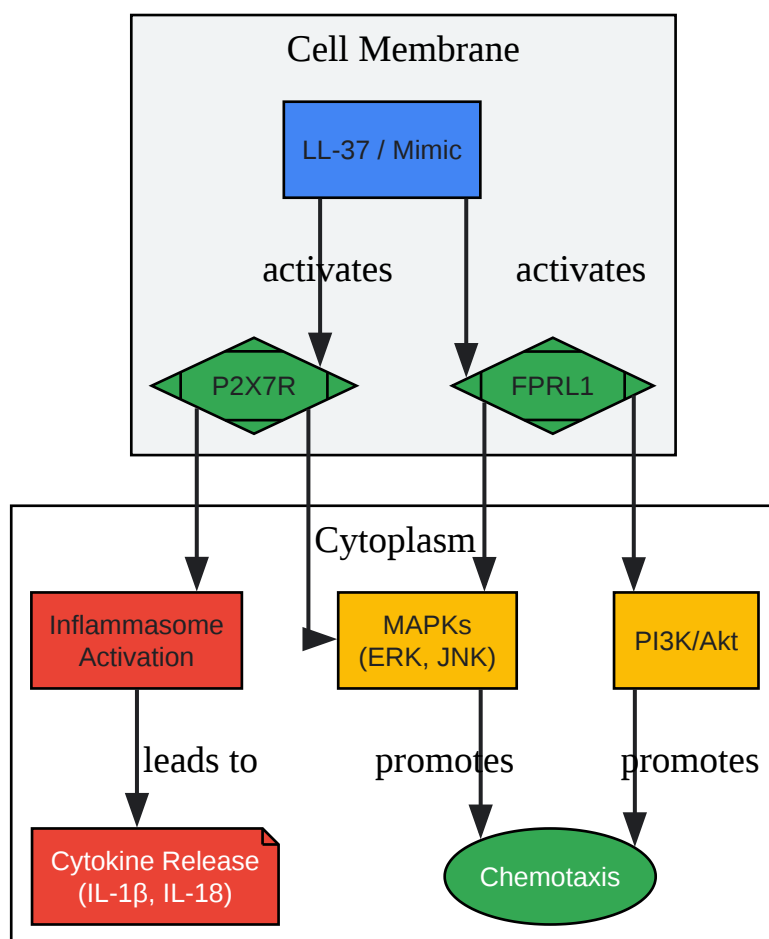 Cell Membrane
LL-37 / Mimic
activates
activates
P2X7R
FPRL1
Cytoplasm
Inflammasome
Activation
MAPKs
(ERK, JNK)
PI3K/Akt
leads to
promotes
promotes
Cytokine Release
(IL-1β, IL-18)
Chemotaxis